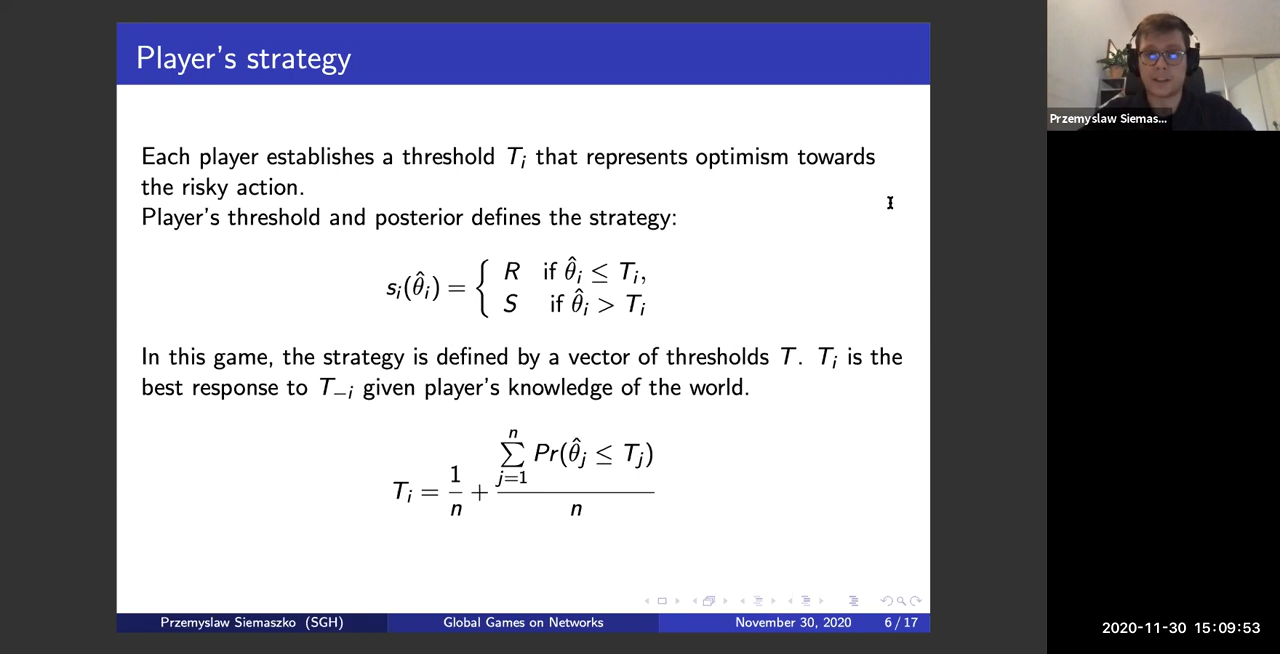 Player's strategy
Each player establishes a threshold T_i that represents optimism towards
the risky action.
Player's threshold and posterior defines the strategy:
s_i(θ̂_i) = { R if θ̂_i ≤ T_i,
S if θ̂_i > T_i
In this game, the strategy is defined by a vector of thresholds T. T_i is the
best response to T_{−i} given player's knowledge of the world.
T_i = 1/n + (∑_{j=1}^{n} Pr(θ̂_j ≤ T_j))/n
Przemyslaw Siemaszko (SGH) Global Games on Networks November 30, 2020 6 / 17
Przemyslaw Siemas...
2020-11-30 15:09:53